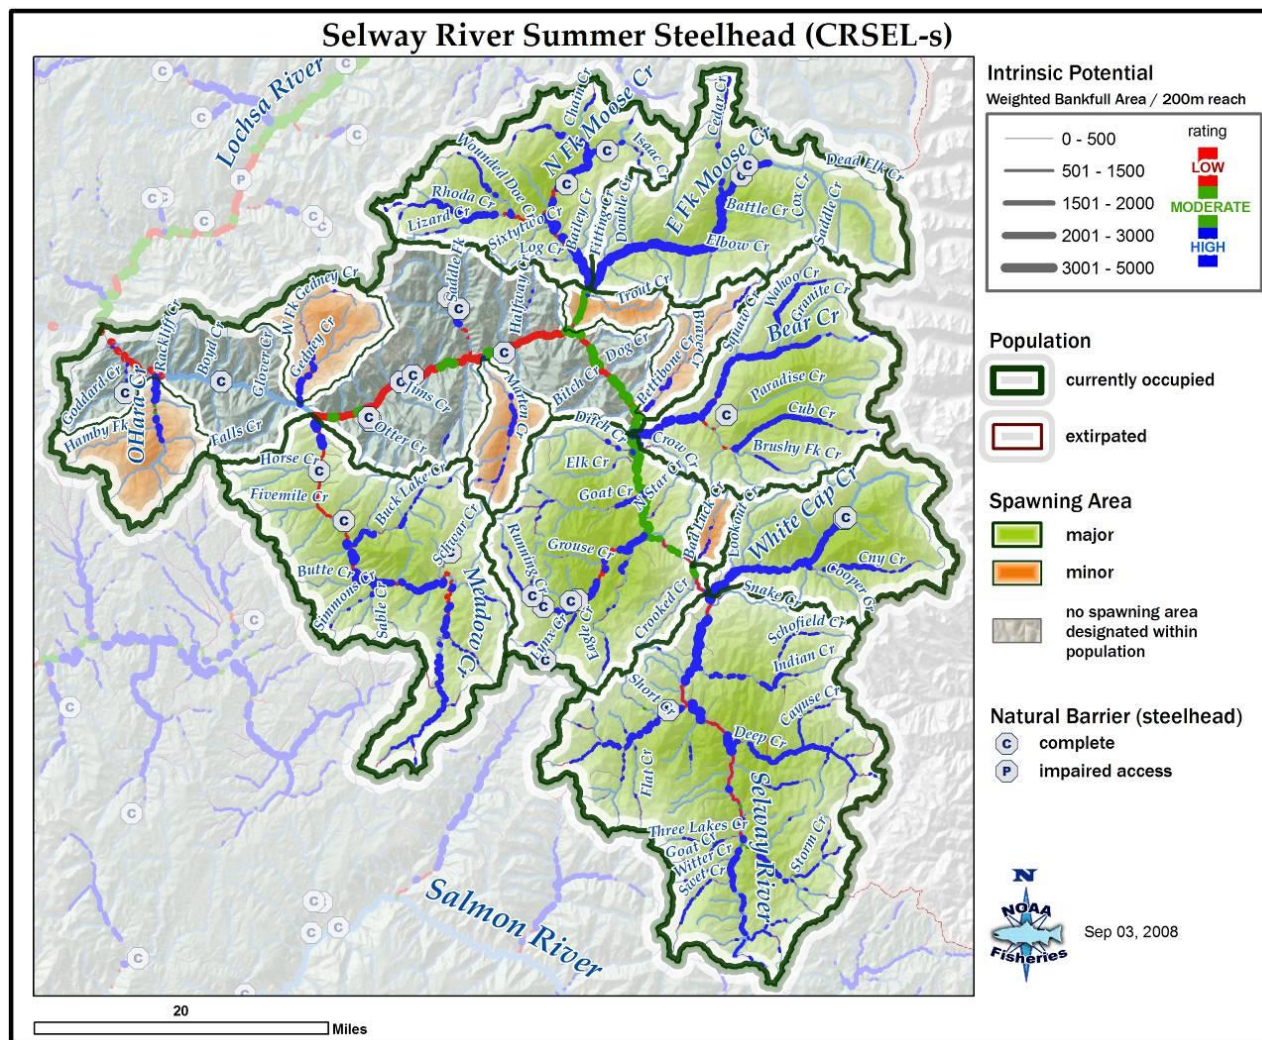 Selway River Summer Steelhead (CRSEL-s)
Lochsa River
Chain Cr
N Fk Moose Cr
Isaac Cr
Cedar Cr
E Fk Moose Cr
Dead Elk Cr
Wounded Doe Cr
Rhoda Cr
Lizard Cr
Sixtytwo Cr
Log Cr
Bailey Cr
Fitting Cr
Double Cr
Battle Cr
Cox Cr
Saddle Cr
Elbow Cr
Saddle Fk
Halfway Cr
Trout Cr
Wahoo Cr
Granite Cr
Bear Cr
Squaw Cr
Brave Cr
Pettibone Cr
Dog Cr
Bitch Cr
W Fk Gedney Cr
Gedney Cr
Glover Cr
Boyd Cr
Rackliff Cr
Goddard Cr
OHara Cr
Hamby Fk
Falls Cr
Jims Cr
Otter Cr
Marten Cr
Paradise Cr
Cub Cr
Brushy Fk Cr
Ditch Cr
Crow Cr
Elk Cr
Goat Cr
N Star Cr
Horse Cr
Fivemile Cr
Buck Lake Cr
Schwar Cr
Butte Cr
Simmons Cr
Sable Cr
Meadow Cr
Running Cr
Grouse Cr
Lynx Cr
Eagle Cr
Crooked Cr
Bad Luck Cr
Lookout Cr
White Cap Cr
Cny Cr
Cooper Cr
Snake Cr
Schofield Cr
Indian Cr
Short Cr
Cayuse Cr
Deep Cr
Flat Cr
Selway River
Three Lakes Cr
Goat Cr
Witter Cr
Swet Cr
Storm Cr
Salmon River
20
Miles
Intrinsic Potential
Weighted Bankfull Area / 200m reach
0 - 500
501 - 1500
1501 - 2000
2001 - 3000
3001 - 5000
rating
LOW
MODERATE
HIGH
Population
currently occupied
extirpated
Spawning Area
major
minor
no spawning area
designated within
population
Natural Barrier (steelhead)
C complete
P impaired access
N
NOAA
Fisheries
Sep 03, 2008